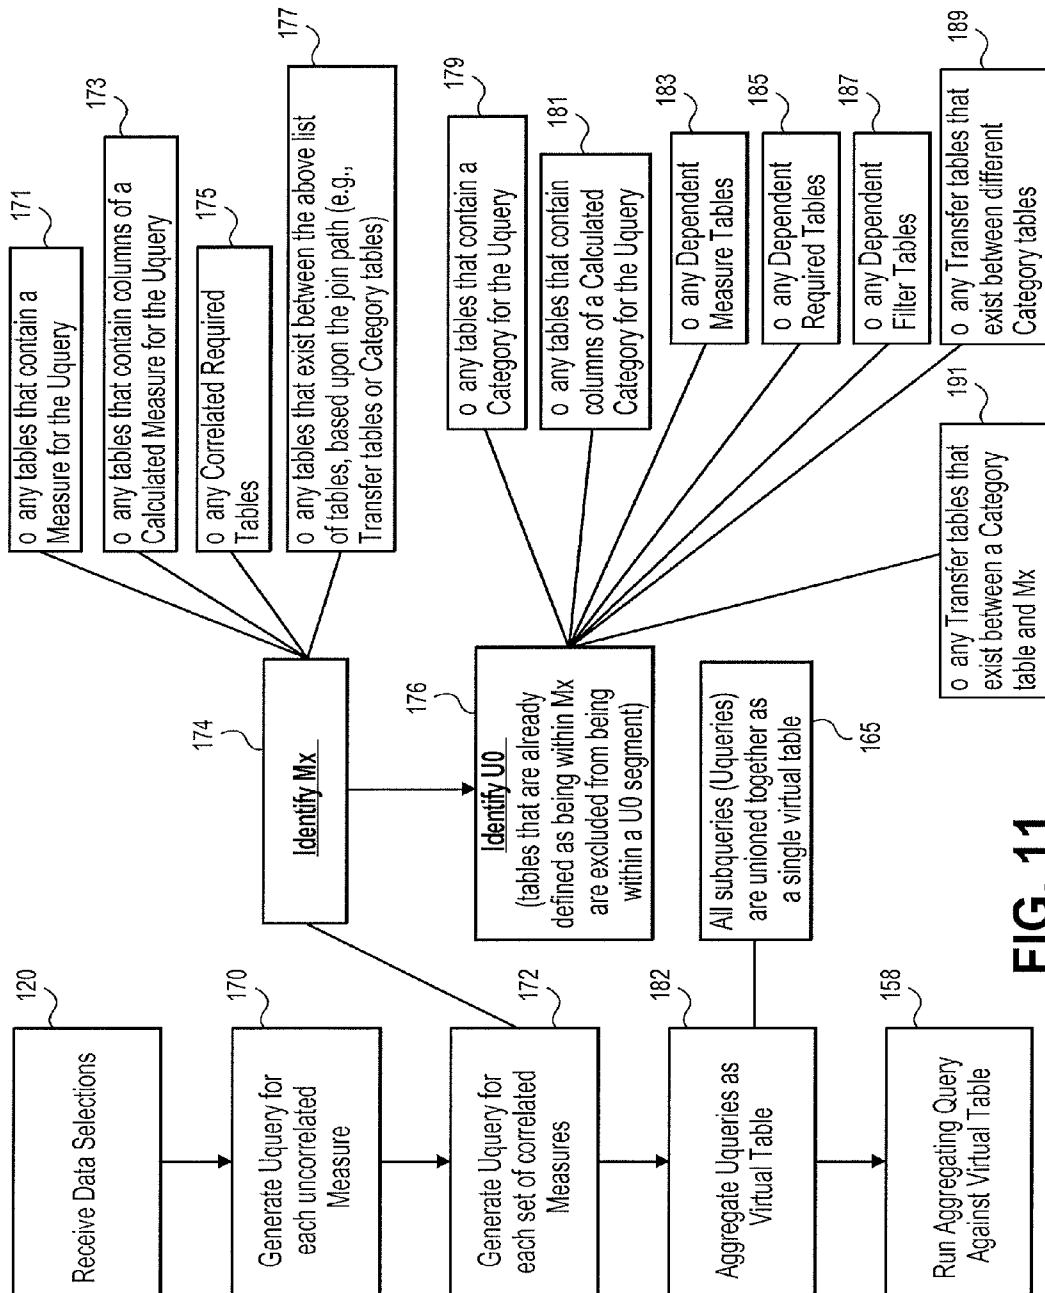 120
Receive Data Selections
170
Generate Uquery for
each uncorrelated
Measure
172
Generate Uquery for
each set of correlated
Measures
182
Aggregate Uqueries as
Virtual Table
158
Run Aggregating Query
Against Virtual Table
174
Identify Mx
176
Identify U0
(tables that are already
defined as being within Mx
are excluded from being
within a U0 segment)
All subqueries (Uqueries)
are unioned together as
a single virtual table
165
171
o any tables that contain a
Measure for the Uquery
173
o any tables that contain columns of a
Calculated Measure for the Uquery
175
o any Correlated Required
Tables
177
o any tables that exist between the above list
of tables, based upon the join path (e.g.,
Transfer tables or Category tables)
179
o any tables that contain a
Category for the Uquery
181
o any tables that contain
columns of a Calculated
Category for the Uquery
183
o any Dependent
Measure Tables
185
o any Dependent
Required Tables
187
o any Dependent
Filter Tables
189
o any Transfer tables that
exist between different
Category tables
191
o any Transfer tables that
exist between a Category
table and Mx
FIG. 11